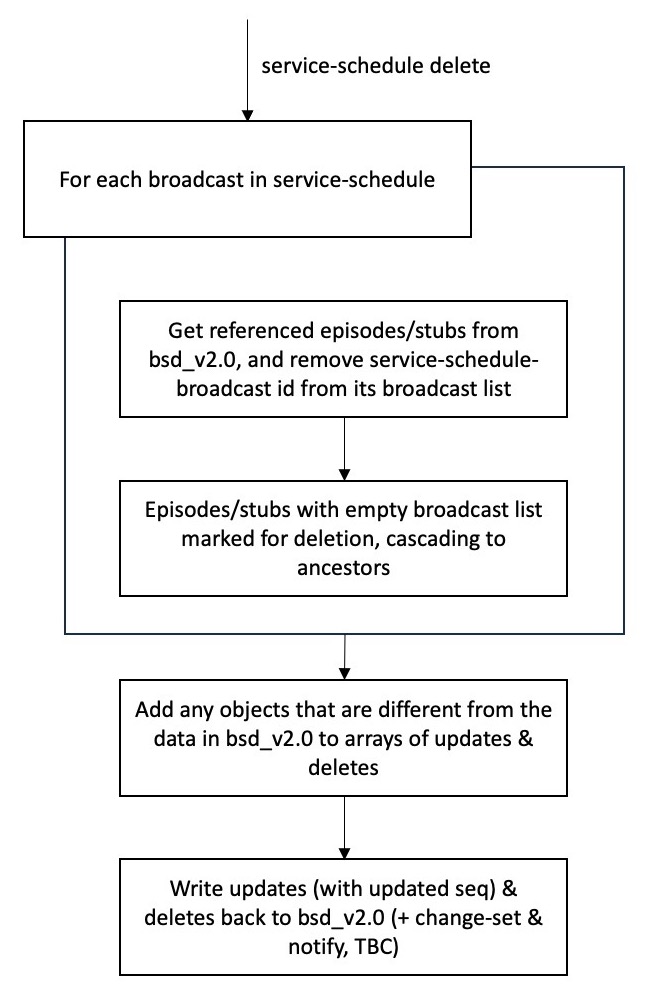 service-schedule delete
For each broadcast in service-schedule
Get referenced episodes/stubs from
bsd_v2.0, and remove service-schedule-
broadcast id from its broadcast list
Episodes/stubs with empty broadcast list
marked for deletion, cascading to
ancestors
Add any objects that are different from the
data in bsd_v2.0 to arrays of updates &
deletes
Write updates (with updated seq) &
deletes back to bsd_v2.0 (+ change-set &
notify, TBC)